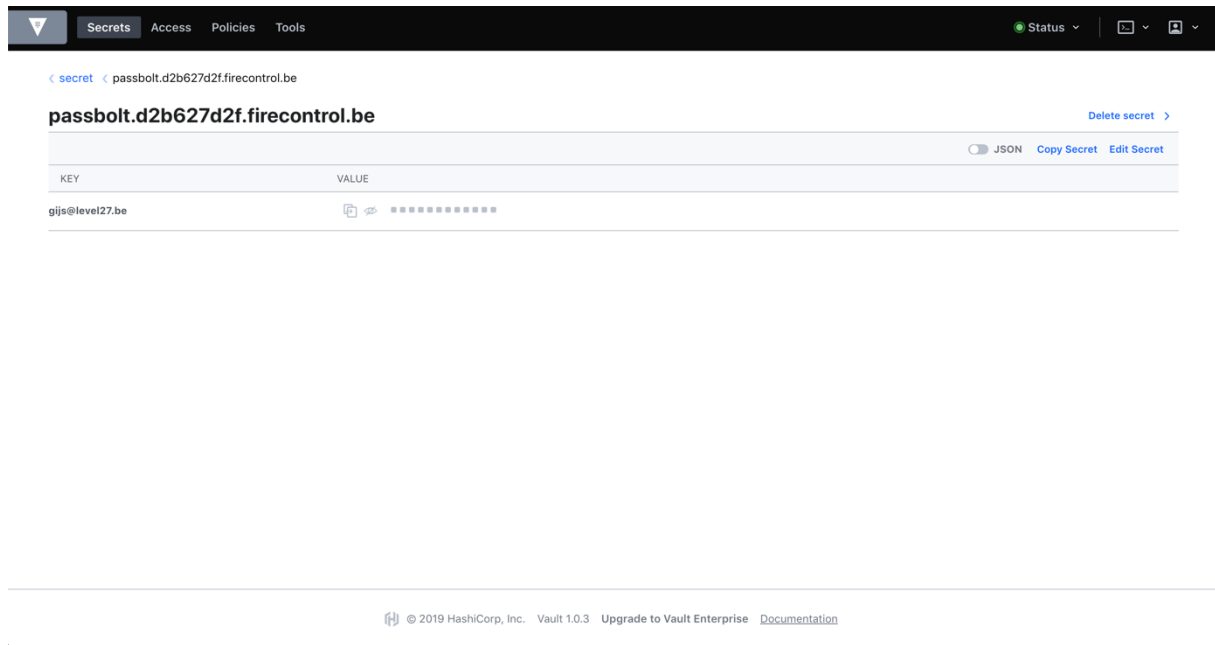 Secrets Access Policies Tools Status
secret passbolt.d2b627d2f.firecontrol.be
passbolt.d2b627d2f.firecontrol.be Delete secret
JSON Copy Secret Edit Secret
KEY VALUE
gijs@level27.be
© 2019 HashiCorp, Inc. Vault 1.0.3 Upgrade to Vault Enterprise Documentation